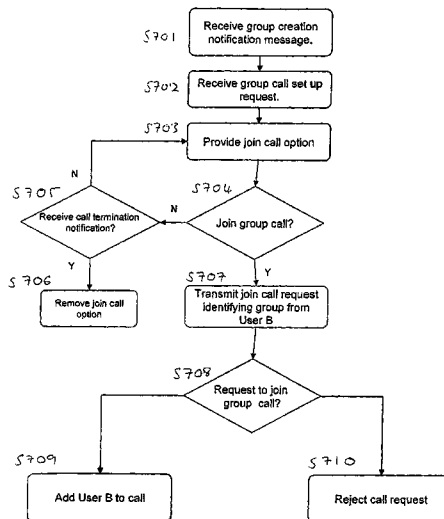 S701
Receive group creation
notification message.
S702
Receive group call set up
request.
S703
Provide join call option
N
S705
S704
Receive call termination
notification?
N
Join group call?
Y
S706
S707
Y
Remove join call
option
Transmit join call request
identifying group from
User B
S708
Request to join
group call?
S709
S710
Add User B to call
Reject call request